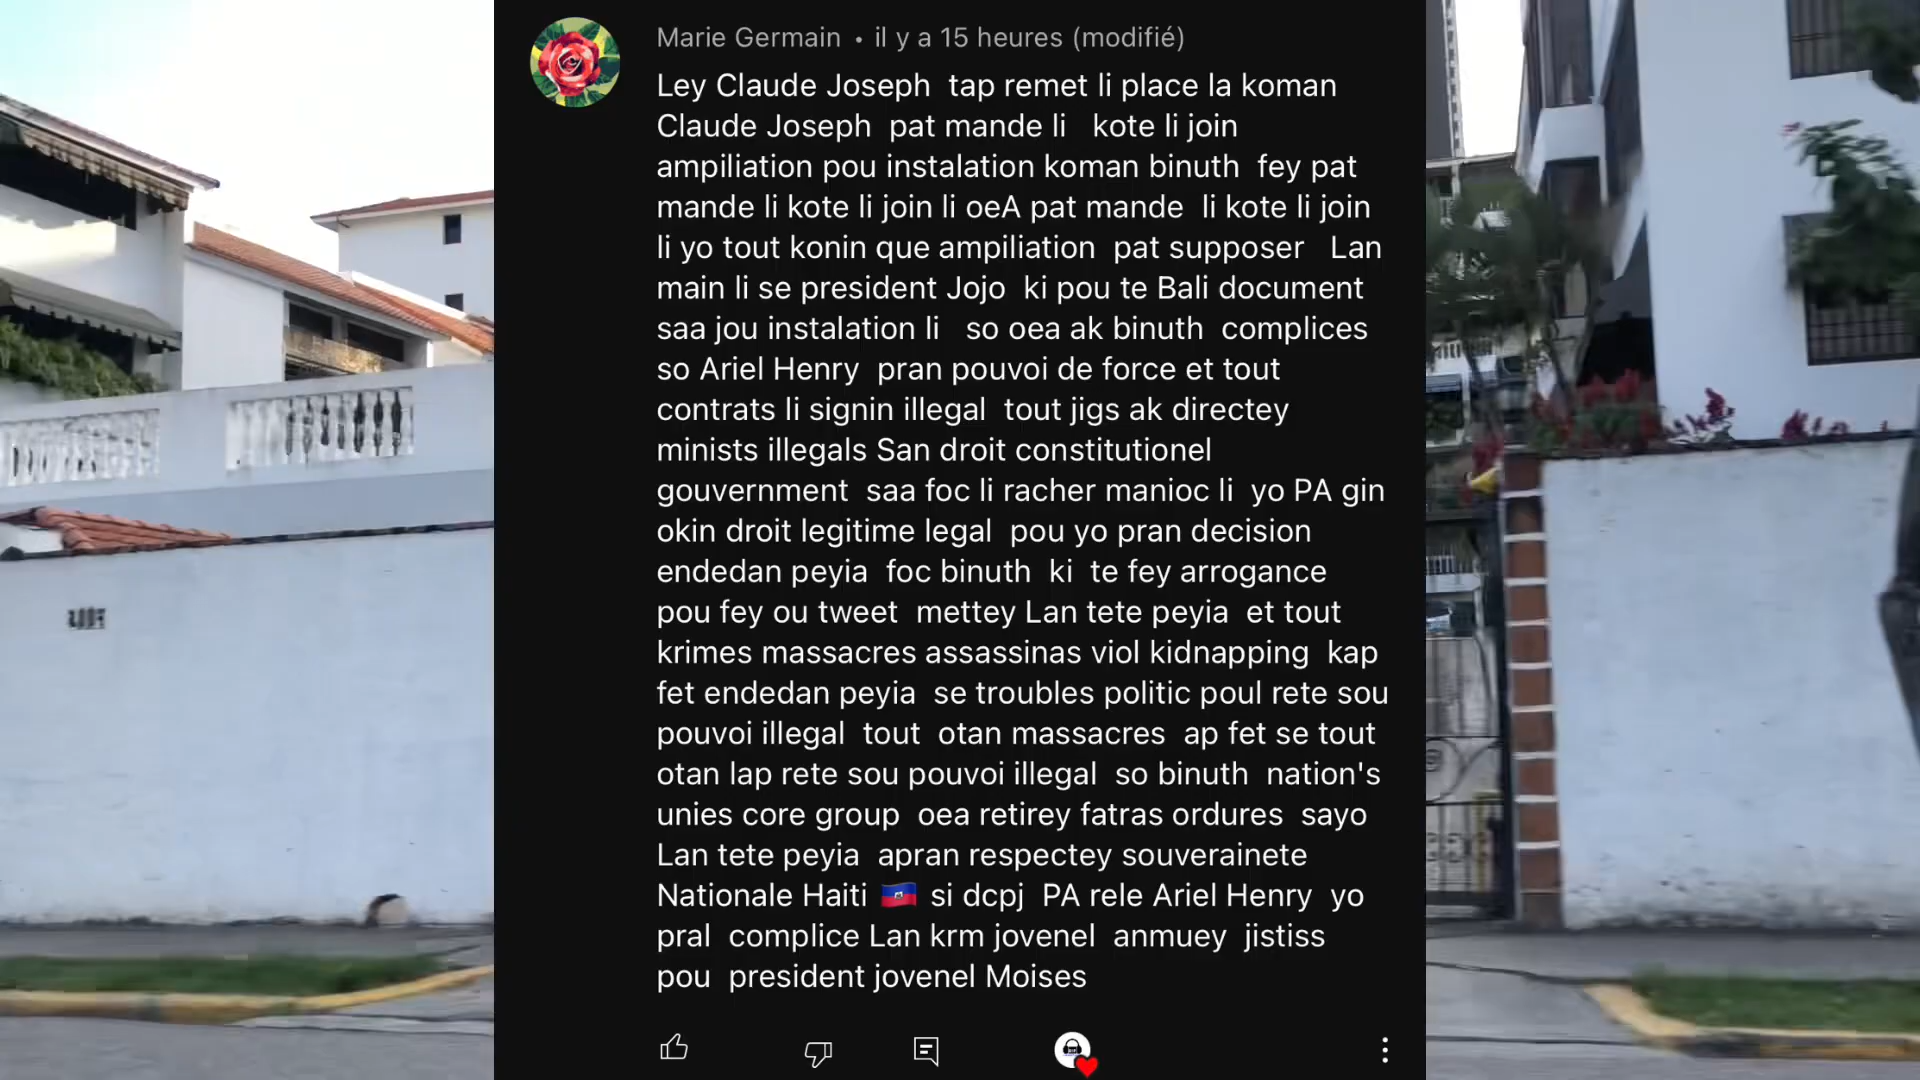 Marie Germain • il y a 15 heures (modifié)
Ley Claude Joseph tap remet li place la koman
Claude Joseph pat mande li kote li join
ampiliation pou instalation koman binuth fey pat
mande li kote li join li oeA pat mande li kote li join
li yo tout konin que ampiliation pat supposer Lan
main li se president Jojo ki pou te Bali document
saa jou instalation li so oea ak binuth complices
so Ariel Henry pran pouvoi de force et tout
contrats li signin illegal tout jigs ak directey
minists illegals San droit constitutionel
gouvernment saa foc li racher manioc li yo PA gin
okin droit legitime legal pou yo pran decision
endedan peyia foc binuth ki te fey arrogance
pou fey ou tweet mettey Lan tete peyia et tout
krimes massacres assassinas viol kidnapping kap
fet endedan peyia se troubles politic poul rete sou
pouvoi illegal tout otan massacres ap fet se tout
otan lap rete sou pouvoi illegal so binuth nation's
unies core group oea retirey fatras ordures sayo
Lan tete peyia apran respectey souverainete
Nationale Haiti 🇭🇹 si dcpj PA rele Ariel Henry yo
pral complice Lan krm jovenel anmuey jistiss
pou president jovenel Moises